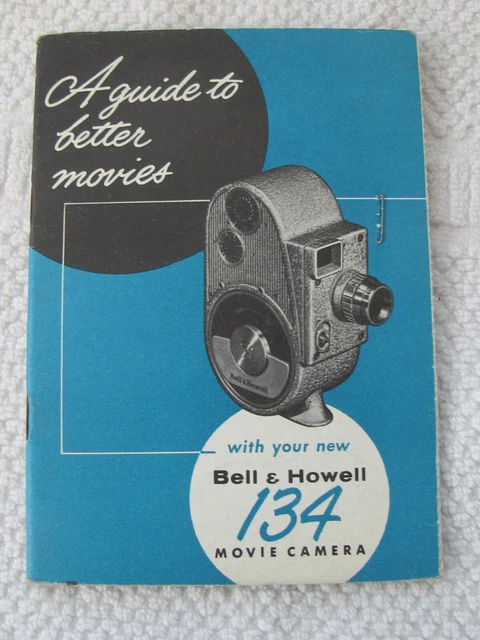 A guide to
better
movies
Bell & Howell
with your new
Bell & Howell
134
MOVIE CAMERA